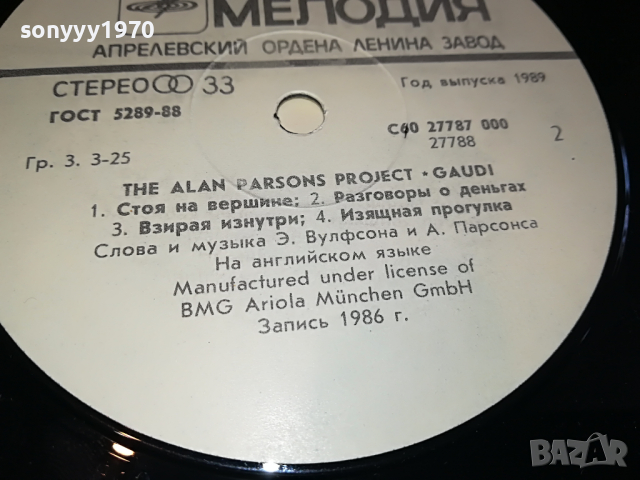 sonyyy1970
МЕЛОДИЯ
АПРЕЛЕВСКИЙ ОРДЕНА ЛЕНИНА ЗАВОД
СТЕРЕО 33
Год выпуска 1989
ГОСТ 5289-88
С60 27787 000
27788
2
Гр. 3. 3-25
THE ALAN PARSONS PROJECT • GAUDI
1. Стоя на вершине; 2. Разговоры о деньгах
3. Взирая изнутри; 4. Изящная прогулка
Слова и музыка Э. Вулфсона и А. Парсонса
На английском языке
Manufactured under license of
BMG Ariola München GmbH
Запись 1986 г.
BAZAR